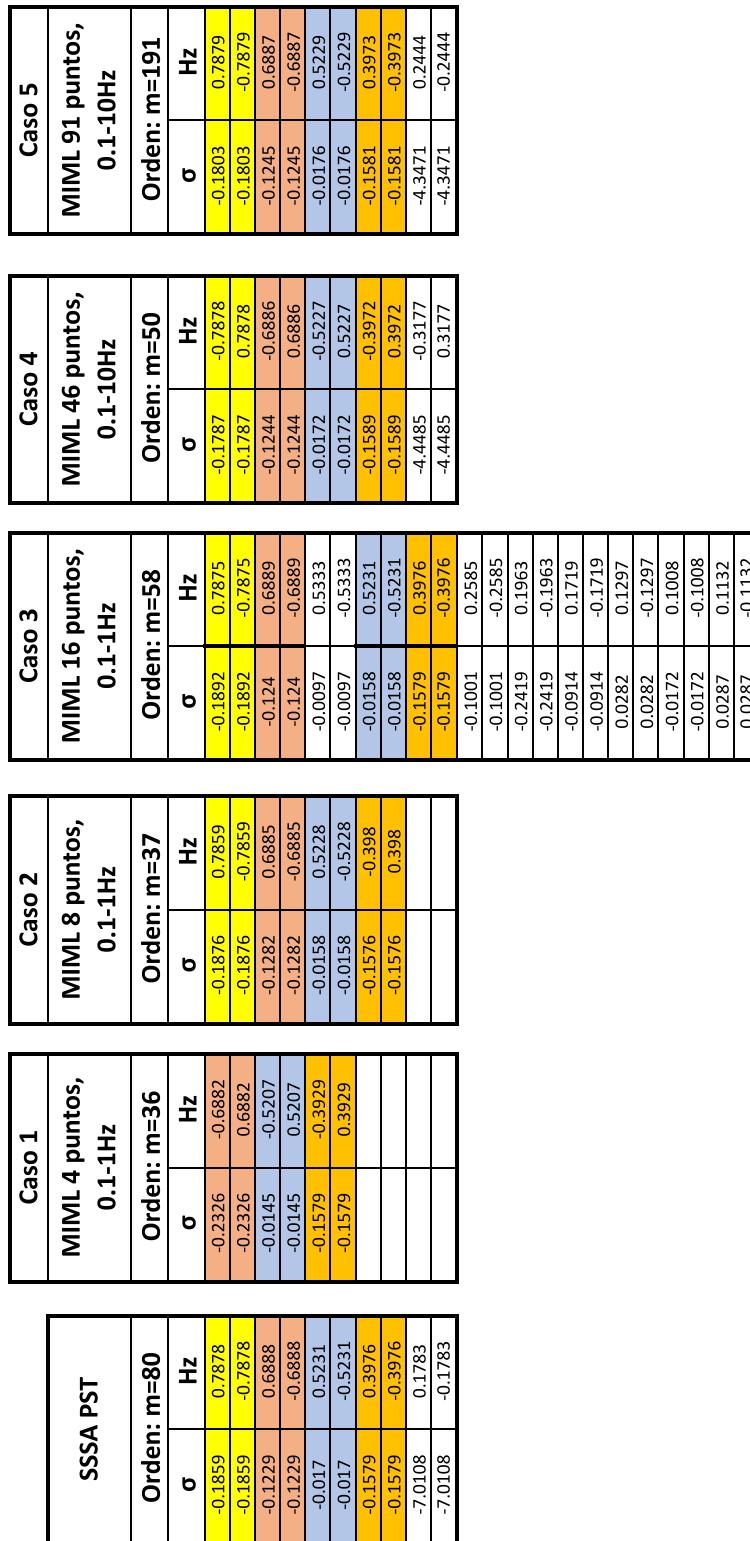 SSSA PST
Orden: m=80
σ Hz
-0.1859 0.7878
-0.1859 -0.7878
-0.1229 0.6888
-0.1229 -0.6888
-0.017 0.5231
-0.017 -0.5231
-0.1579 0.3976
-0.1579 -0.3976
-7.0108 0.1783
-7.0108 -0.1783
Caso 1
MIML 4 puntos,
0.1-1Hz
Orden: m=36
σ Hz
-0.2326 -0.6882
-0.2326 0.6882
-0.0145 -0.5207
-0.0145 0.5207
-0.1579 -0.3929
-0.1579 0.3929
Caso 2
MIML 8 puntos,
0.1-1Hz
Orden: m=37
σ Hz
-0.1876 0.7859
-0.1876 -0.7859
-0.1282 0.6885
-0.1282 -0.6885
-0.0158 0.5228
-0.0158 -0.5228
-0.1576 -0.398
-0.1576 0.398
Caso 3
MIML 16 puntos,
0.1-1Hz
Orden: m=58
σ Hz
-0.1892 0.7875
-0.1892 -0.7875
-0.124 0.6889
-0.124 -0.6889
-0.0097 0.5333
-0.0097 -0.5333
-0.0158 0.5231
-0.0158 -0.5231
-0.1579 0.3976
-0.1579 -0.3976
-0.1001 0.2585
-0.1001 -0.2585
-0.2419 0.1963
-0.2419 -0.1963
-0.0914 0.1719
-0.0914 -0.1719
0.0282 0.1297
0.0282 -0.1297
-0.0172 0.1008
-0.0172 -0.1008
0.0287 0.1132
0.0287 -0.1132
Caso 4
MIML 46 puntos,
0.1-10Hz
Orden: m=50
σ Hz
-0.1787 -0.7878
-0.1787 0.7878
-0.1244 -0.6886
-0.1244 0.6886
-0.0172 -0.5227
-0.0172 0.5227
-0.1589 -0.3972
-0.1589 0.3972
-4.4485 -0.3177
-4.4485 0.3177
Caso 5
MIML 91 puntos,
0.1-10Hz
Orden: m=191
σ Hz
-0.1803 0.7879
-0.1803 -0.7879
-0.1245 0.6887
-0.1245 -0.6887
-0.0176 0.5229
-0.0176 -0.5229
-0.1581 0.3973
-0.1581 -0.3973
-4.3471 0.2444
-4.3471 -0.2444